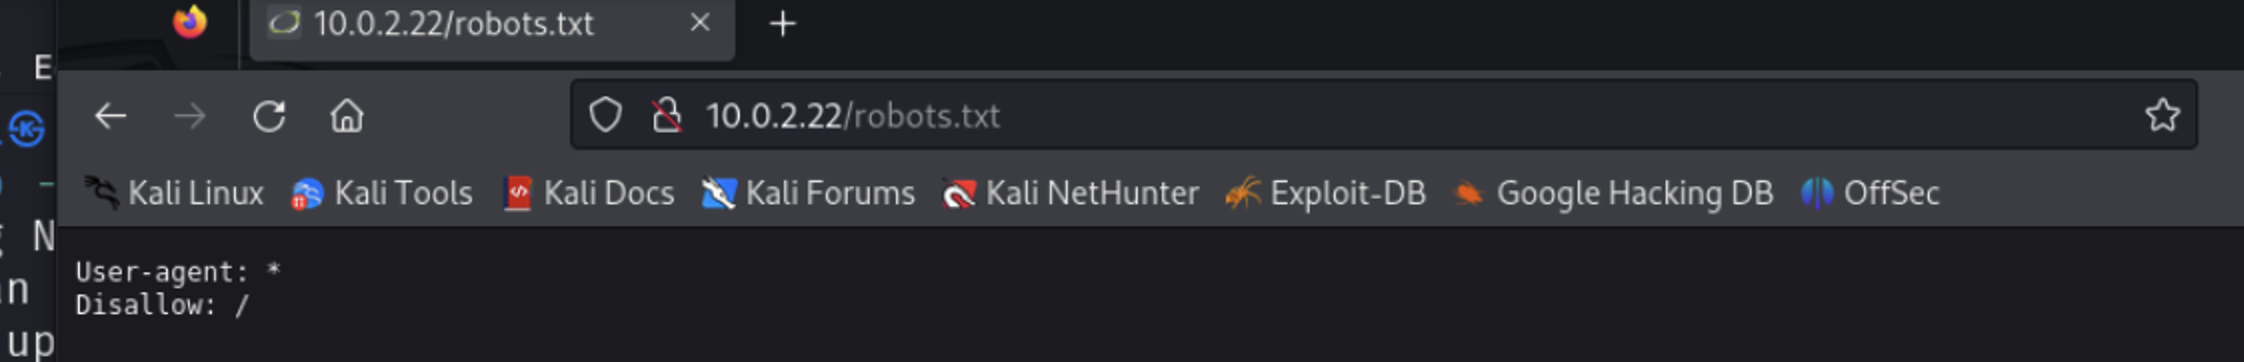 10.0.2.22/robots.txt
E
10.0.2.22/robots.txt
Kali Linux Kali Tools Kali Docs Kali Forums Kali NetHunter Exploit-DB Google Hacking DB OffSec
N
User-agent: *
n
Disallow: /
up